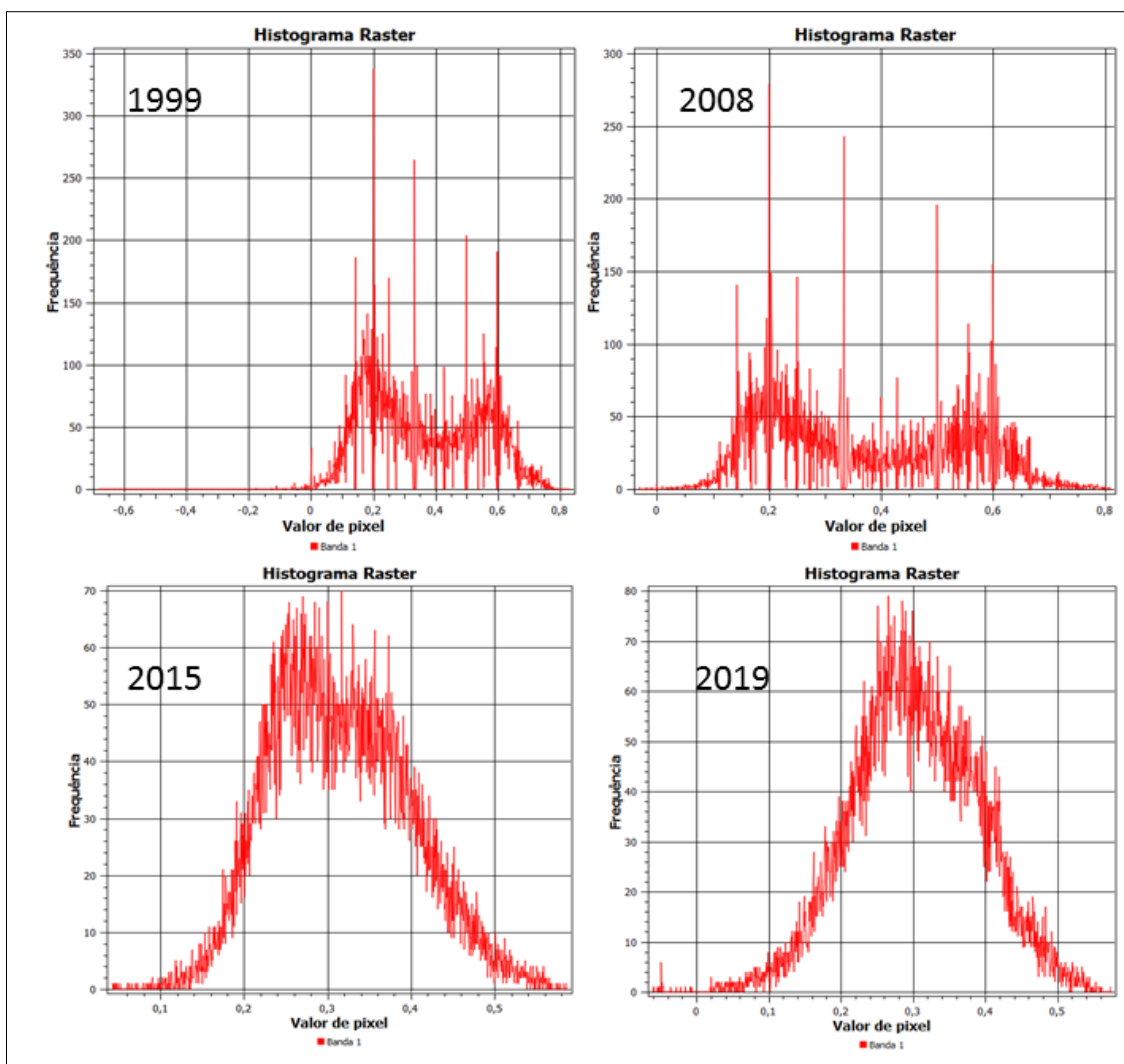 Histograma Raster
1999
Frequência
350
300
250
200
150
100
50
0
-0,6 -0,4 -0,2 0 0,2 0,4 0,6 0,8
Valor de pixel
Banda 1
Histograma Raster
2008
Frequência
300
250
200
150
100
50
0
0 0,2 0,4 0,6 0,8
Valor de pixel
Banda 1
Histograma Raster
2015
Frequência
70
60
50
40
30
20
10
0
0,1 0,2 0,3 0,4 0,5
Valor de pixel
Banda 1
Histograma Raster
2019
Frequência
80
70
60
50
40
30
20
10
0
0 0,1 0,2 0,3 0,4 0,5
Valor de pixel
Banda 1